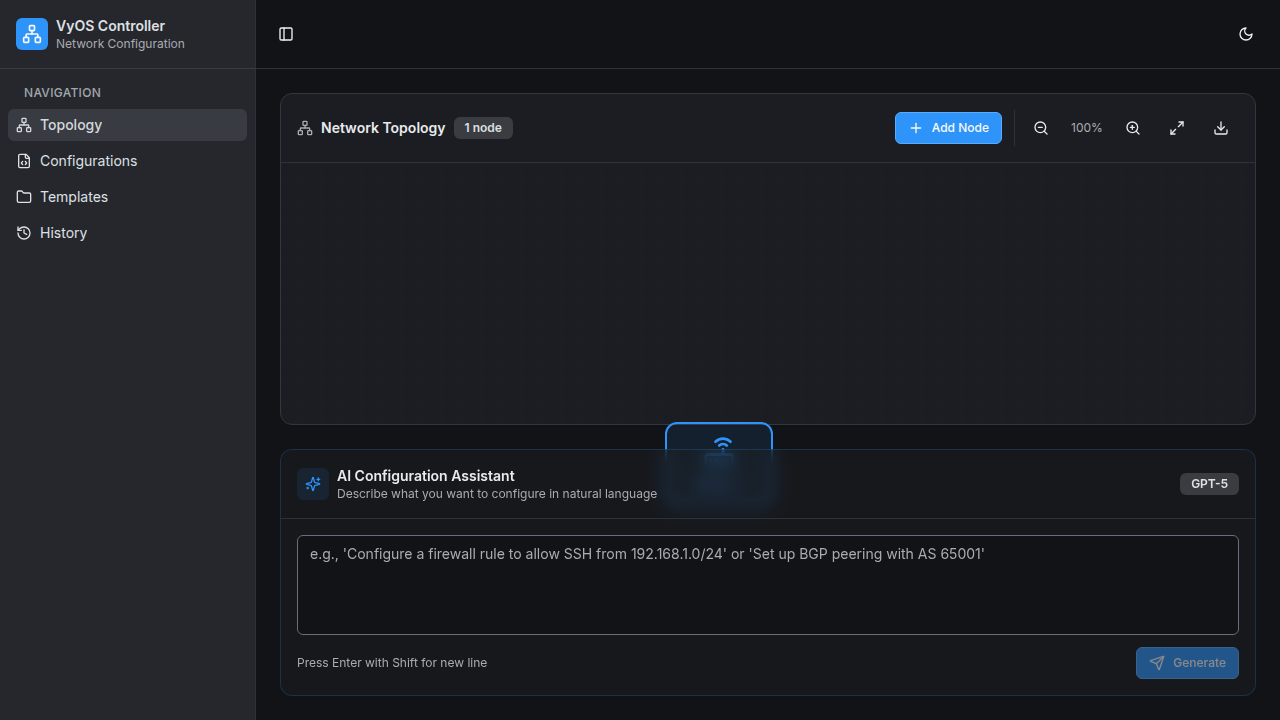 VyOS Controller
Network Configuration
NAVIGATION
Topology
Configurations
Templates
History
Network Topology
1 node
Add Node
100%
AI Configuration Assistant
Describe what you want to configure in natural language
GPT-5
e.g., 'Configure a firewall rule to allow SSH from 192.168.1.0/24' or 'Set up BGP peering with AS 65001'
Press Enter with Shift for new line
Generate